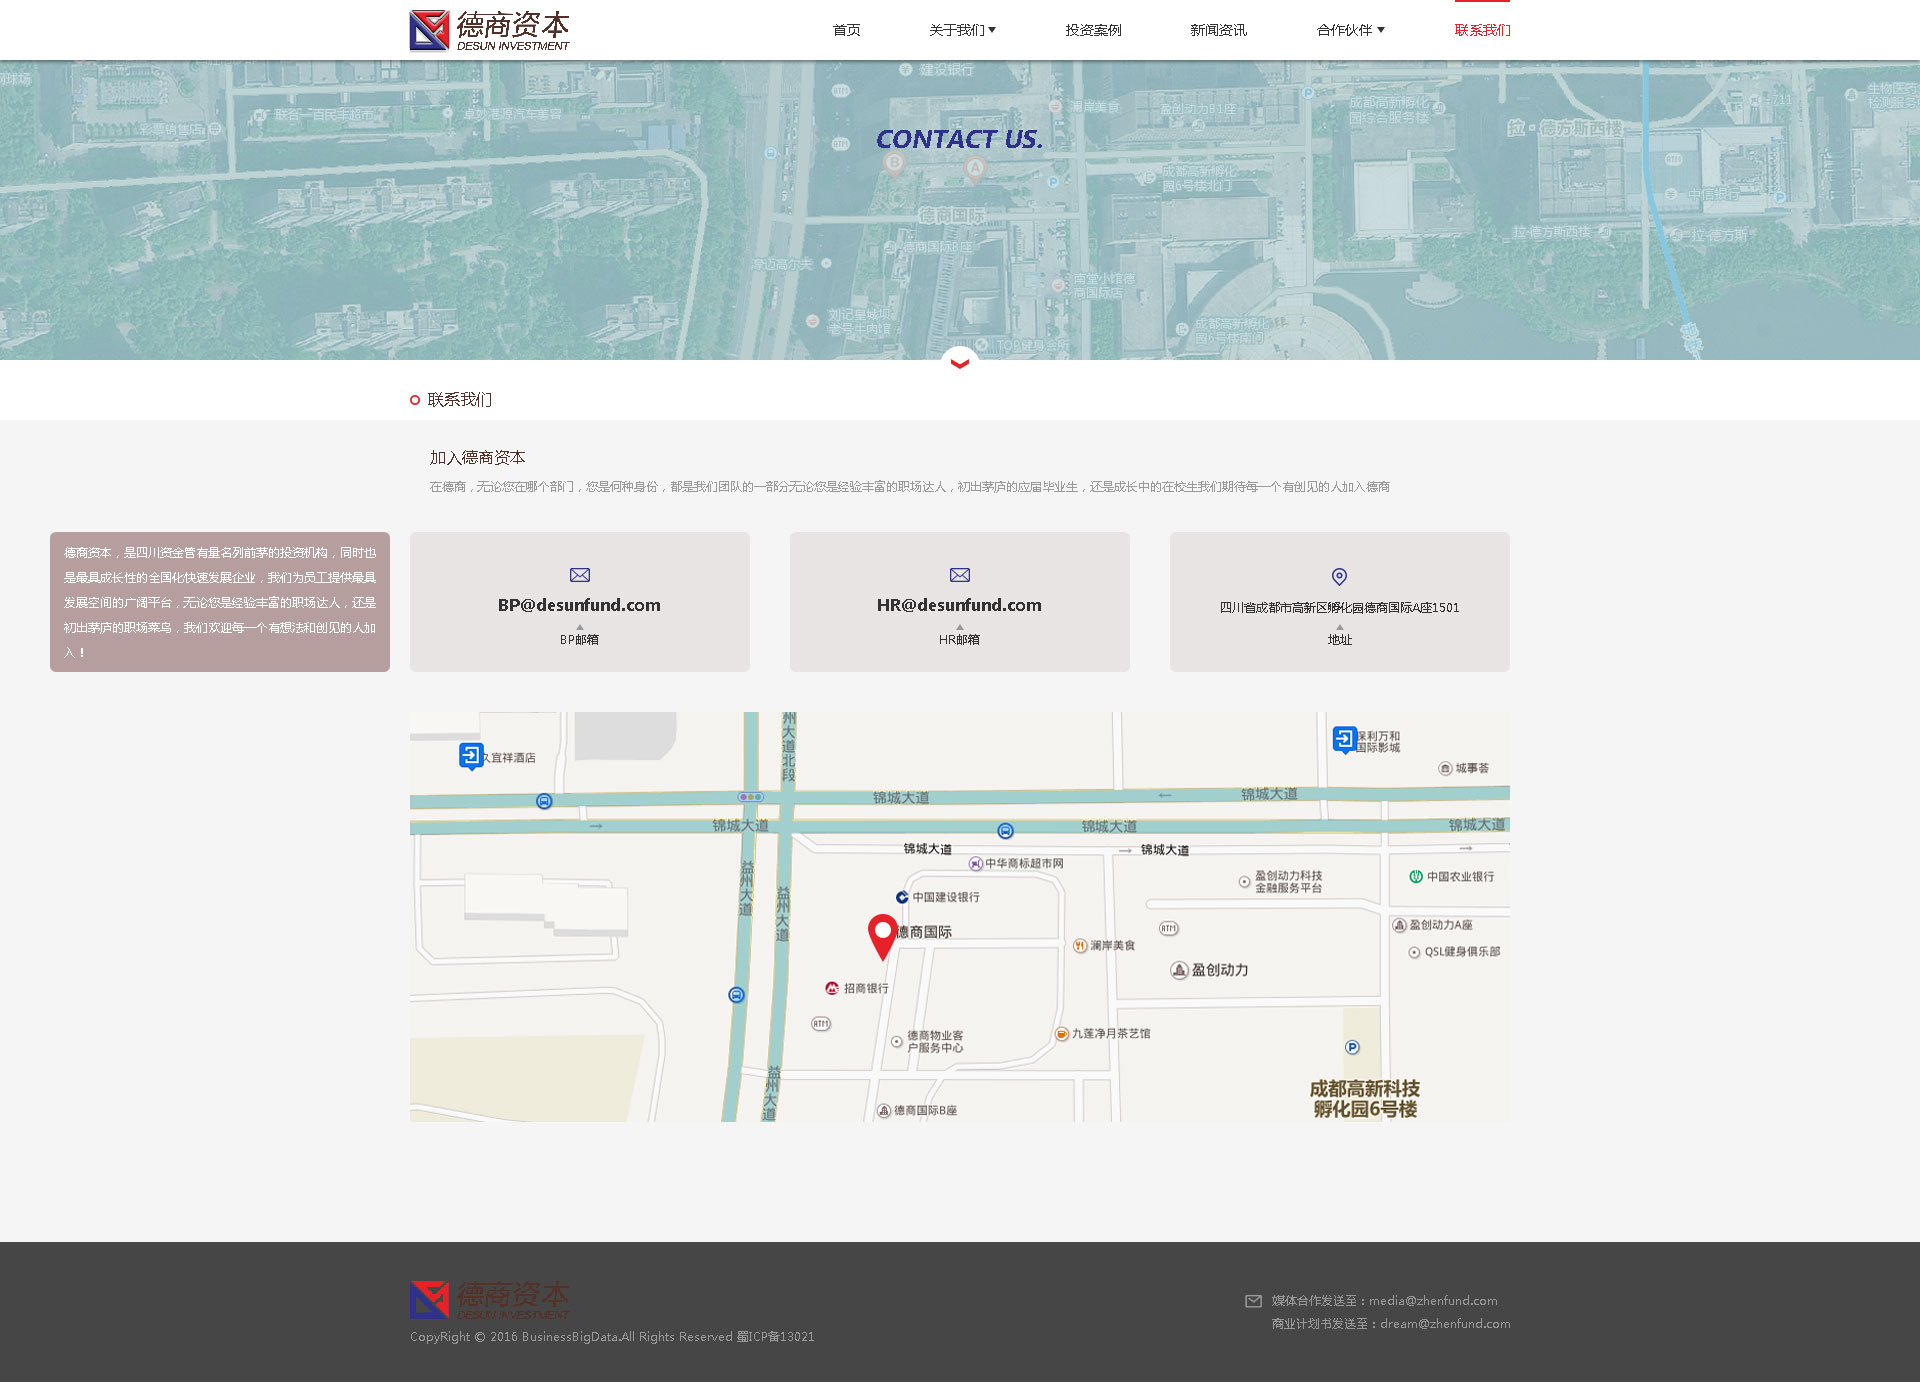 德商资本
DESUN INVESTMENT
首页
关于我们
投资案例
新闻资讯
合作伙伴
联系我们
建设银行
联合一百民丰超市
澜岸美食
盈创动力B1座
成都高新孵化
园综合服务楼
711
生物医药
检测服务
拉·德方斯西楼
CONTACT US.
B
A
成都高新孵化
园6号楼北门
中信银行
德商国际
德商国际B座
拉·德方斯西楼
拉·德方斯
濠迈高尔夫
南堂小馆德
商国际店
刘记皇城坝
老号牛肉馆
成都高新孵化
园6号楼南门
TOP健身会所
联系我们
加入德商资本
在德商，无论您在哪个部门，您是何种身份，都是我们团队的一部分无论您是经验丰富的职场达人，初出茅庐的应届毕业生，还是成长中的在校生我们期待每一个有创见的人加入德商
德商资本，是四川资金管有量名列前茅的投资机构，同时也
是最具成长性的全国化快速发展企业，我们为员工提供最具
发展空间的广阔平台，无论您是经验丰富的职场达人，还是
初出茅庐的职场菜鸟，我们欢迎每一个有想法和创见的人加
入！
BP@desunfund.com
BP邮箱
HR@desunfund.com
HR邮箱
四川省成都市高新区孵化园德商国际A座1501
地址
州大道北段
久宜祥酒店
保利万和
国际影城
城事荟
锦城大道
锦城大道
锦城大道
锦城大道
锦城大道
锦城大道
锦城大道
中华商标超市网
益州大道
益州大道
盈创动力科技
金融服务平台
中国农业银行
中国建设银行
德商国际
ATM
盈创动力A座
澜岸美食
QSL健身俱乐部
盈创动力
招商银行
ATM
德商物业客
户服务中心
九莲净月茶艺馆
P
益州大道
成都高新科技
孵化园6号楼
德商国际B座
德商资本
DESUN INVESTMENT
CopyRight © 2016 BusinessBigData.All Rights Reserved 蜀ICP备13021
媒体合作发送至：media@zhenfund.com
商业计划书发送至：dream@zhenfund.com